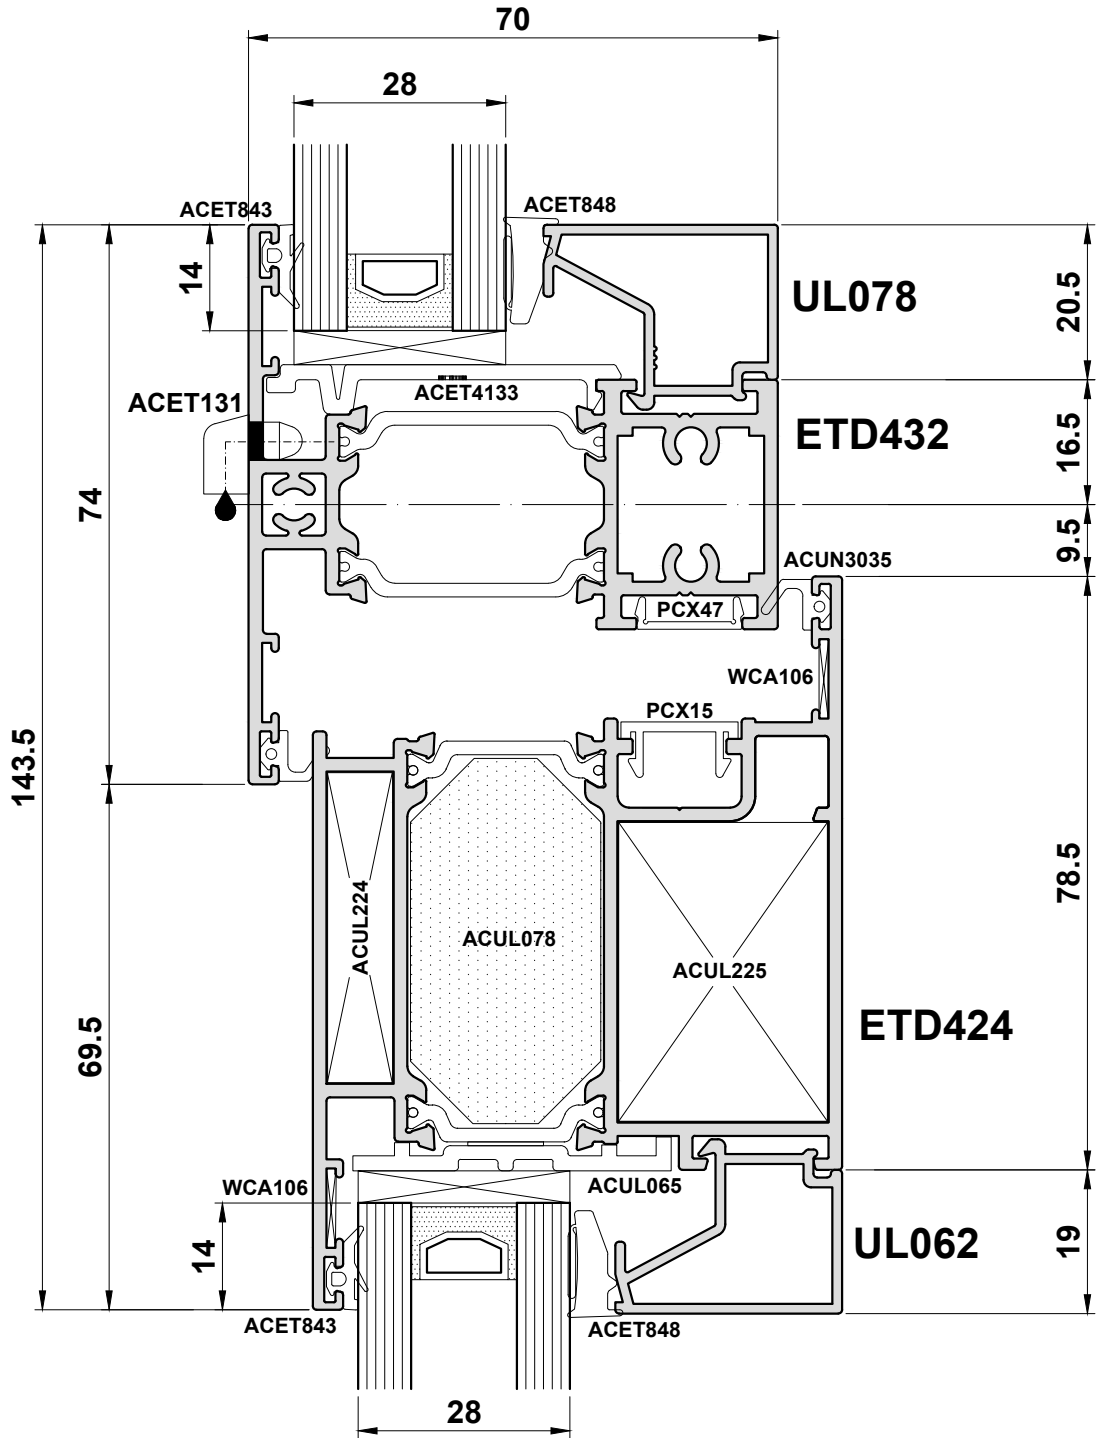 70
28
ACET843
ACET848
14
UL078
20.5
ACET4133
ACET131
ETD432
16.5
74
9.5
ACUN3035
PCX47
WCA106
PCX15
143.5
78.5
ACUL224
ACUL078
ACUL225
ETD424
69.5
WCA106
ACUL065
14
UL062
19
ACET843
ACET848
28